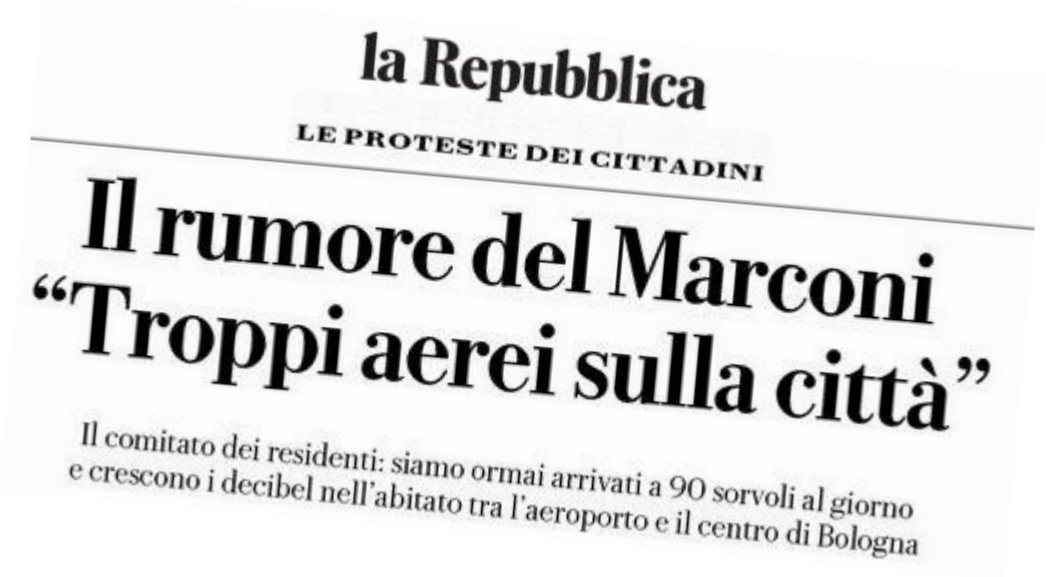 la Repubblica
LE PROTESTE DEI CITTADINI
Il rumore del Marconi
“Troppi aerei sulla città”
Il comitato dei residenti: siamo ormai arrivati a 90 sorvoli al giorno
e crescono i decibel nell’abitato tra l’aeroporto e il centro di Bologna